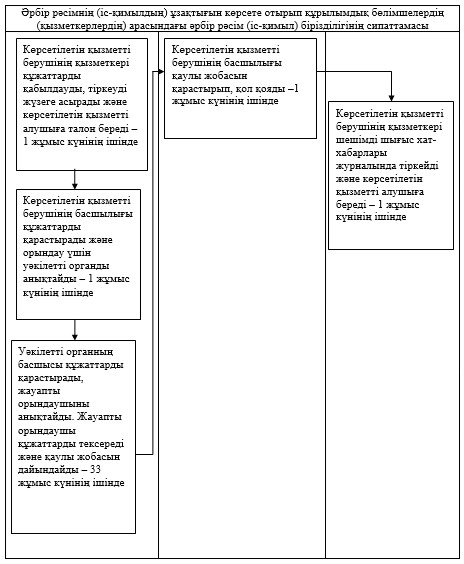 Әрбір рәсімнің (іс-қимылдың) ұзақтығын көрсете отырып құрылымдық бөлімшелердің
(қызметкерлердің) арасындағы әрбір рәсім (іс-қимыл) бірізділігінің сипаттамасы
Көрсетілетін қызметті
берушінің қызметкері
құжаттарды
қабылдауды, тіркеуді
жүзеге асырады және
көрсетілетін қызметті
алушыға талон береді –
1 жұмыс күнінің ішінде
Көрсетілетін қызметті
берушінің басшылығы
құжаттарды
қарастырады және
орындау үшін
уәкілетті органды
анықтайды – 1 жұмыс
күнінің ішінде
Уәкілетті органның
басшысы құжаттарды
қарастырады,
жауапты
орындаушыны
анықтайды. Жауапты
орындаушы
құжаттарды тексереді
және қаулы жобасын
дайындайды – 33
жұмыс күнінің ішінде
Көрсетілетін қызметті
берушінің басшылығы
қаулы жобасын
қарастырып, қол қояды –1
жұмыс күнінің ішінде
Көрсетілетін қызметті
берушінің қызметкері
шешімді шығыс хат-
хабарлары
журналында тіркейді
және көрсетілетін
қызметті алушыға
береді – 1 жұмыс
күнінің ішінде